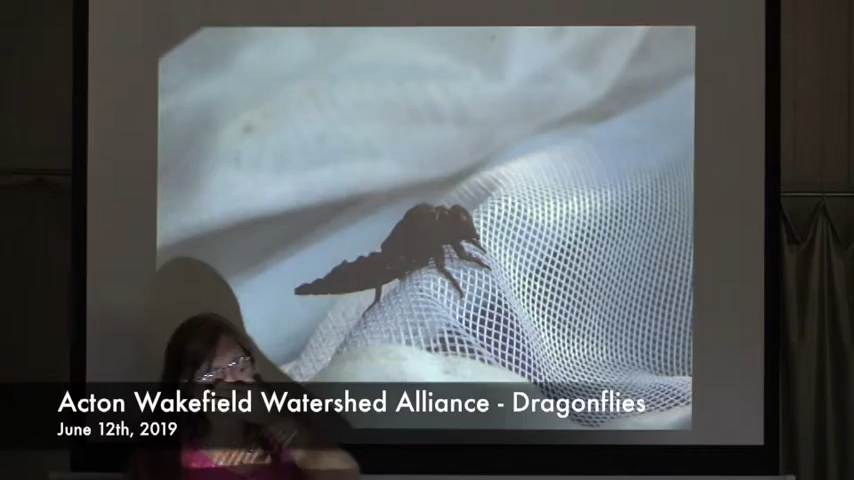 Acton Wakefield Watershed Alliance - Dragonflies
June 12th, 2019